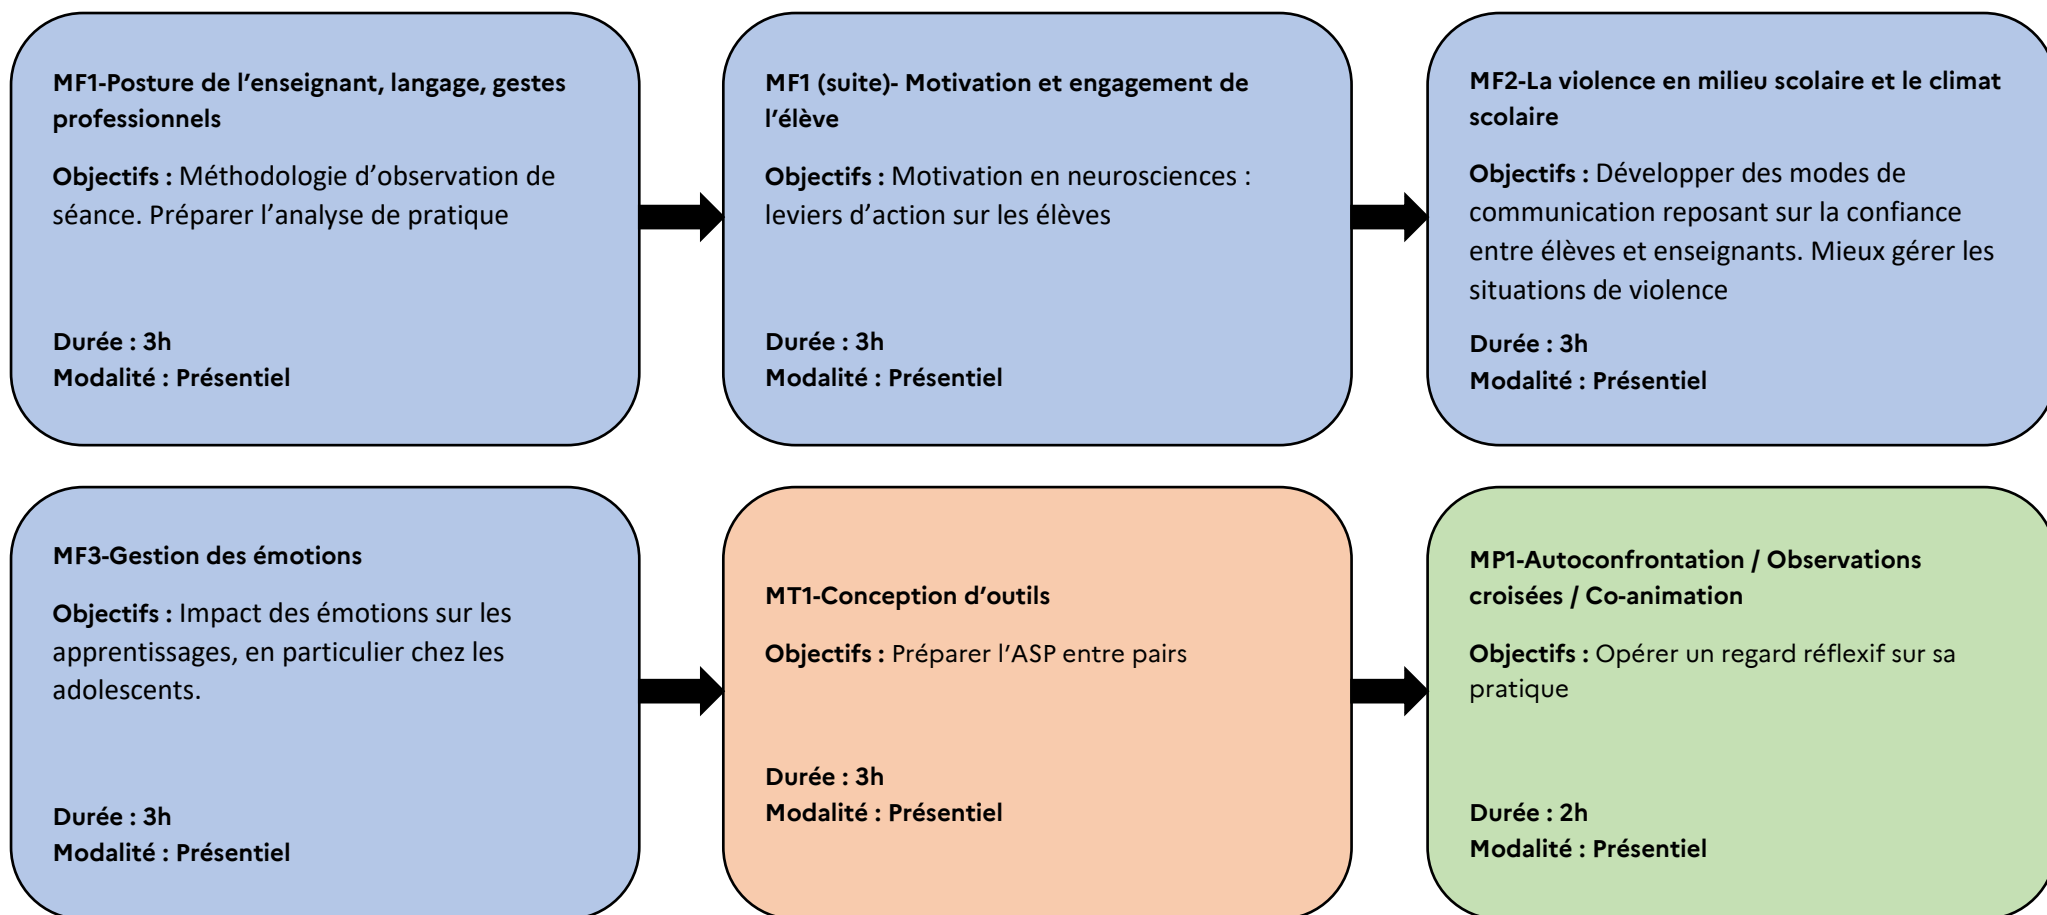 MF1-Posture de l’enseignant, langage, gestes
professionnels
Objectifs : Méthodologie d’observation de
séance. Préparer l’analyse de pratique
Durée : 3h
Modalité : Présentiel
MF1 (suite)- Motivation et engagement de
l’élève
Objectifs : Motivation en neurosciences :
leviers d’action sur les élèves
Durée : 3h
Modalité : Présentiel
MF2-La violence en milieu scolaire et le climat
scolaire
Objectifs : Développer des modes de
communication reposant sur la confiance
entre élèves et enseignants. Mieux gérer les
situations de violence
Durée : 3h
Modalité : Présentiel
MF3-Gestion des émotions
Objectifs : Impact des émotions sur les
apprentissages, en particulier chez les
adolescents.
Durée : 3h
Modalité : Présentiel
MT1-Conception d’outils
Objectifs : Préparer l’ASP entre pairs
Durée : 3h
Modalité : Présentiel
MP1-Autoconfrontation / Observations
croisées / Co-animation
Objectifs : Opérer un regard réflexif sur sa
pratique
Durée : 2h
Modalité : Présentiel